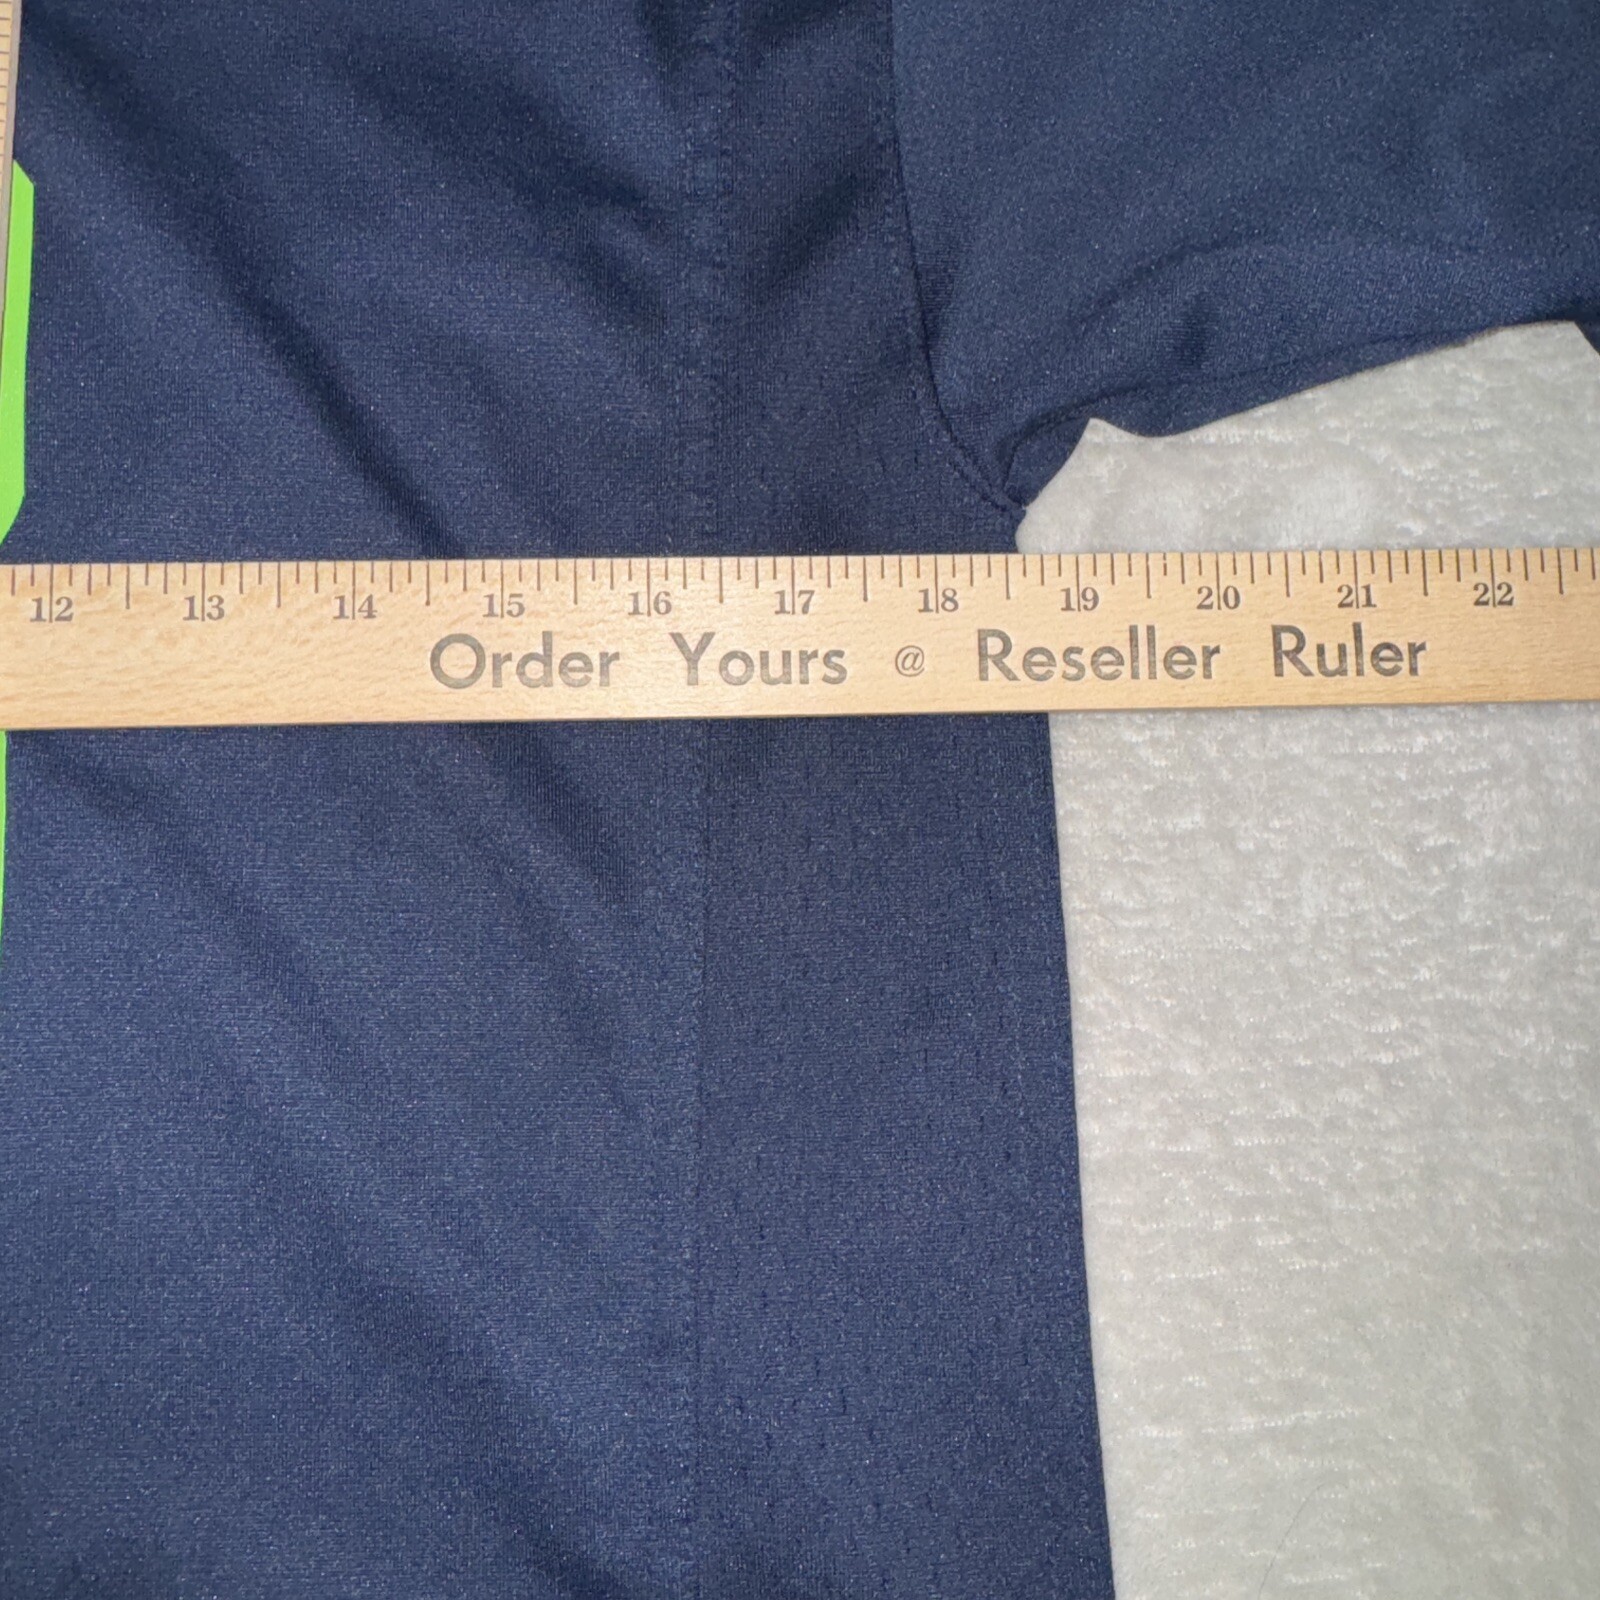 12 13 14 15 16 17 18 19 20 21 22
Order Yours @ Reseller Ruler